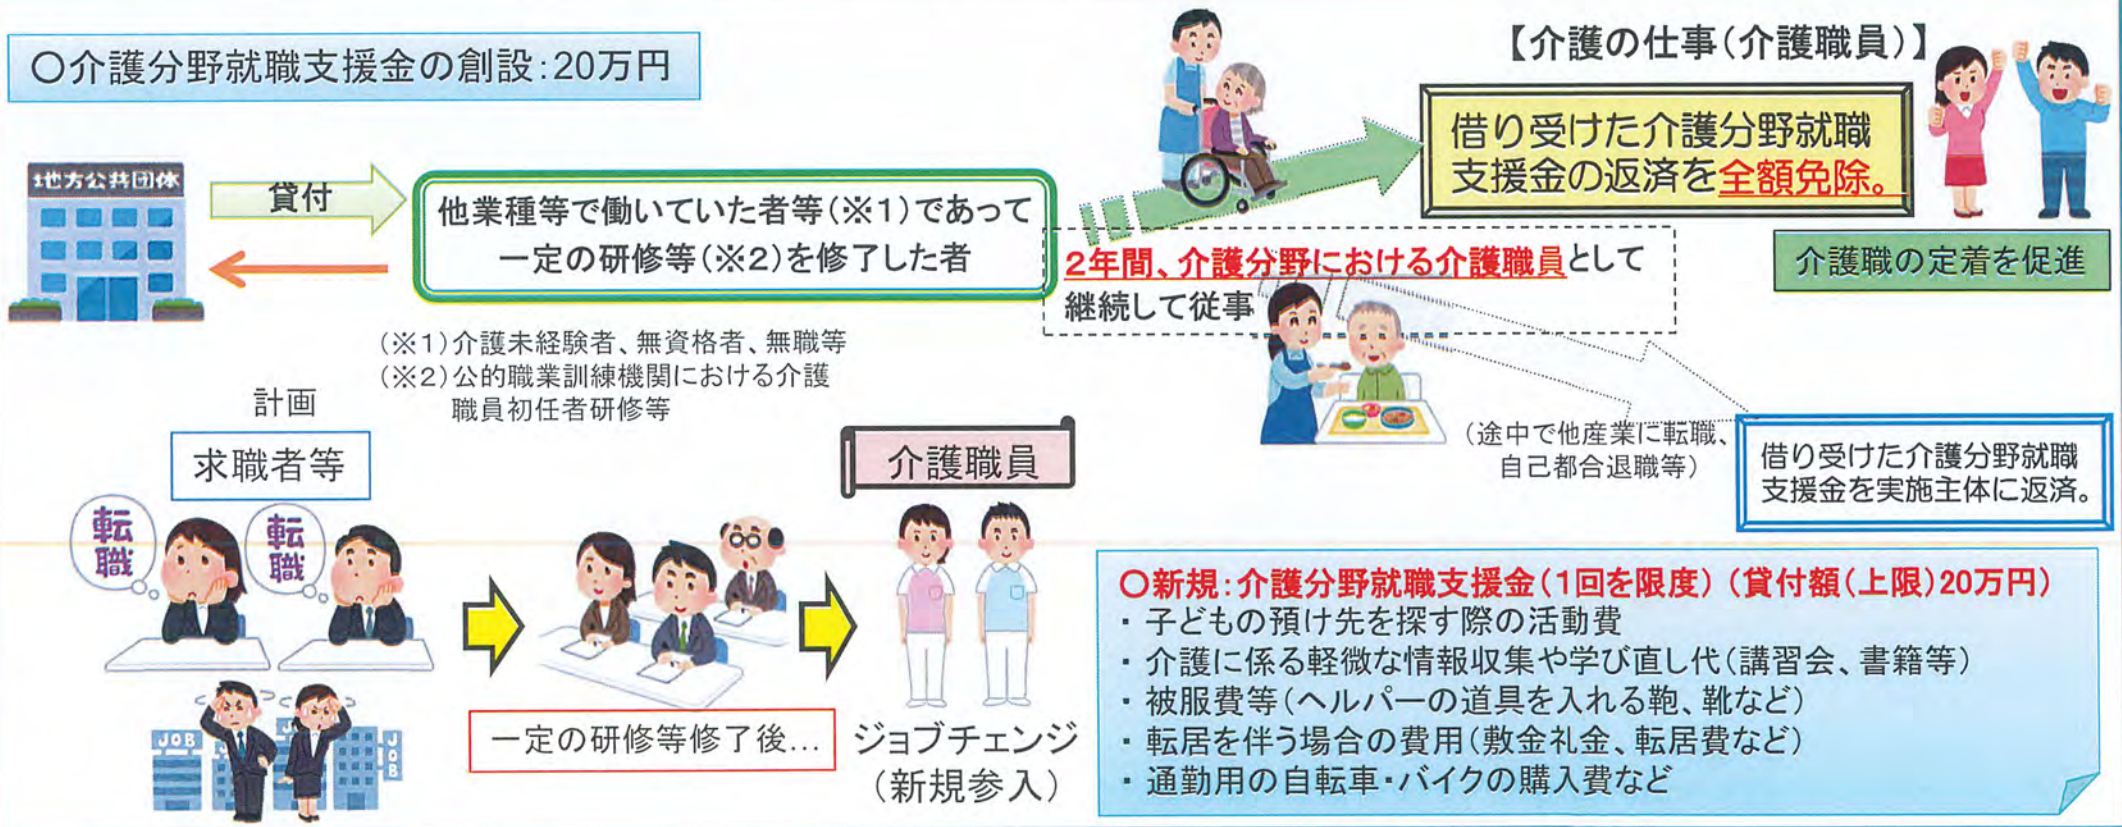 〇介護分野就職支援金の創設:20万円
【介護の仕事(介護職員)】
借り受けた介護分野就職
支援金の返済を全額免除。
介護職の定着を促進
地方公共団体
貸付
他業種等で働いていた者等(※1)であって
一定の研修等(※2)を修了した者
2年間、介護分野における介護職員として
継続して従事
(※1)介護未経験者、無資格者、無職等
(※2)公的職業訓練機関における介護
職員初任者研修等
(途中で他産業に転職、
自己都合退職等)
借り受けた介護分野就職
支援金を実施主体に返済。
計画
求職者等
転職
転職
JOB
JOB
一定の研修等修了後…
介護職員
ジョブチェンジ
(新規参入)
〇新規:介護分野就職支援金(1回を限度)(貸付額(上限)20万円)
・子どもの預け先を探す際の活動費
・介護に係る軽微な情報収集や学び直し代(講習会、書籍等)
・被服費等(ヘルパーの道具を入れる鞄、靴など)
・転居を伴う場合の費用(敷金礼金、転居費など)
・通勤用の自転車・バイクの購入費など